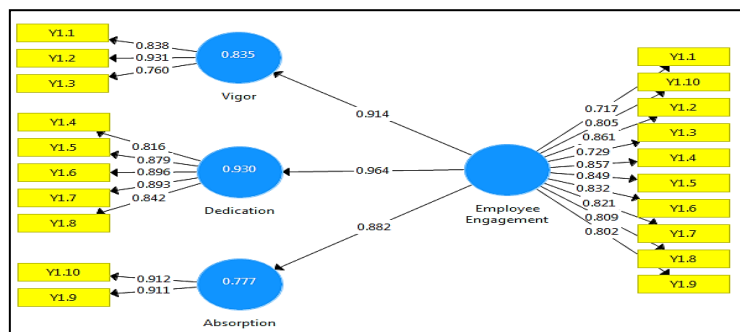 Y1.1
Y1.2
Y1.3
0.838
0.931
0.760
0.835
Vigor
Y1.4
Y1.5
Y1.6
Y1.7
Y1.8
0.816
0.879
0.896
0.893
0.842
0.930
Dedication
Y1.10
Y1.9
0.912
0.911
0.777
Absorption
0.914
0.964
0.882
Employee
Engagement
0.717
0.805
0.861
0.729
0.857
0.849
0.832
0.821
0.809
0.802
Y1.1
Y1.10
Y1.2
Y1.3
Y1.4
Y1.5
Y1.6
Y1.7
Y1.8
Y1.9